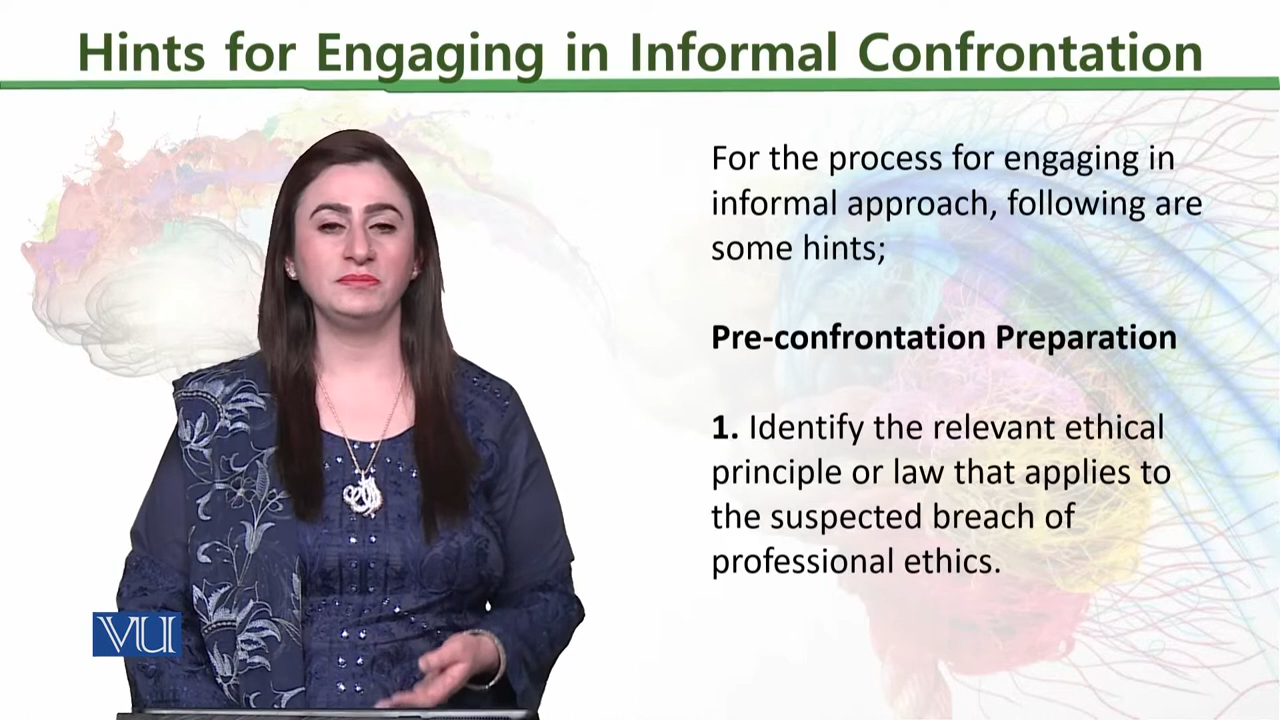 Hints for Engaging in Informal Confrontation
For the process for engaging in
informal approach, following are
some hints;
Pre-confrontation Preparation
1. Identify the relevant ethical
principle or law that applies to
the suspected breach of
professional ethics.
VU